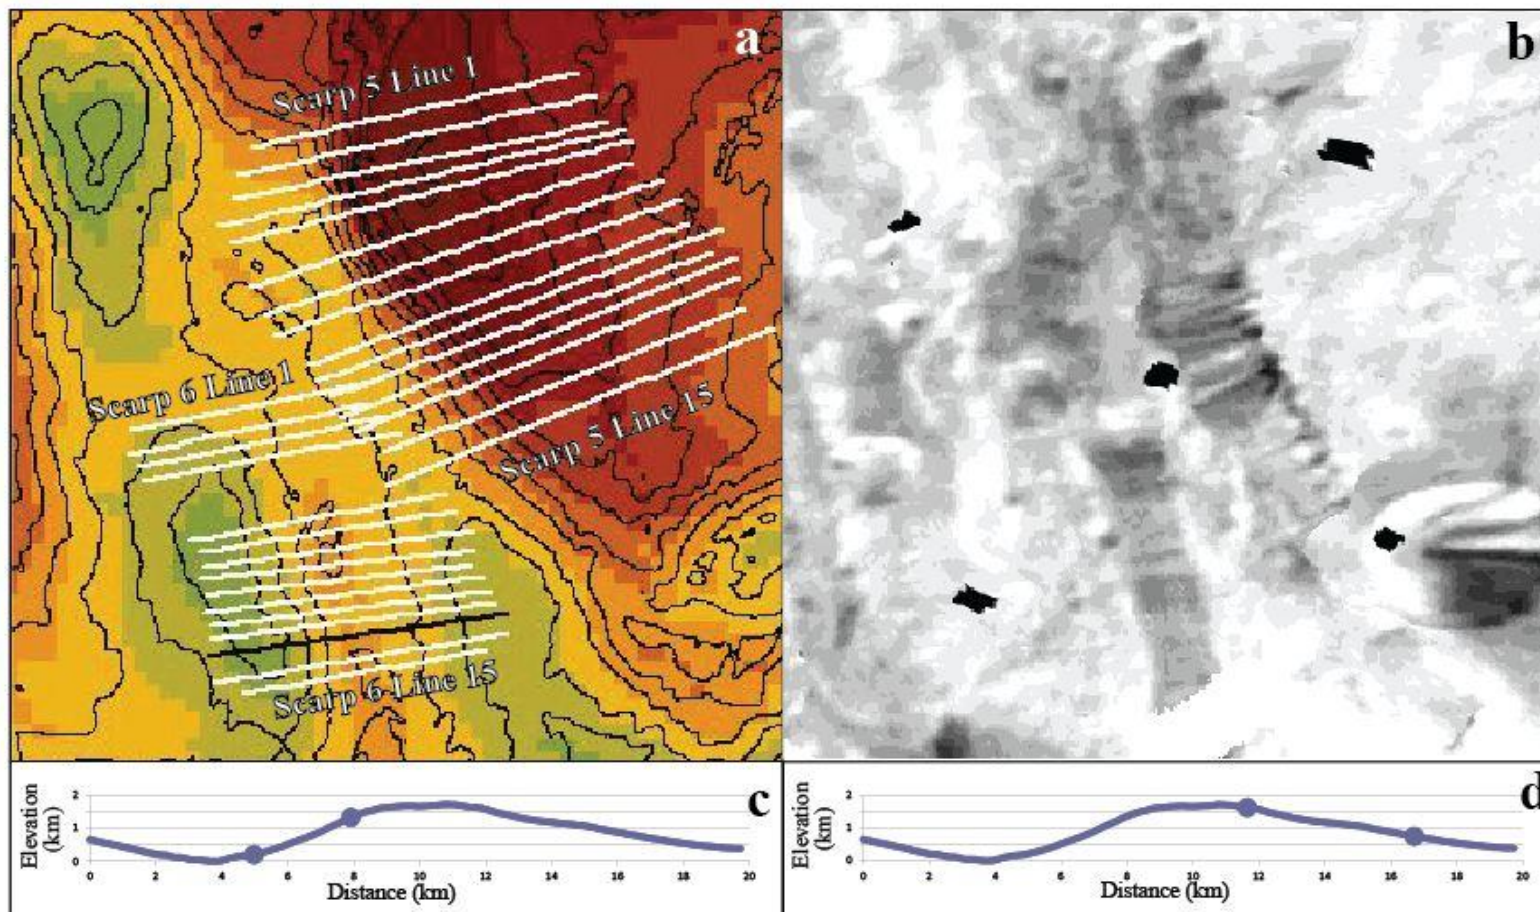 a
b
Scarp 5 Line 1
Scarp 6 Line 1
Scarp 5 Line 15
Scarp 6 Line 15
c
Elevation
(km)
2
1
0
0 2 4 6 8 10 12 14 16 18 20
Distance (km)
d
Elevation
(km)
2
1
0
0 2 4 6 8 10 12 14 16 18 20
Distance (km)